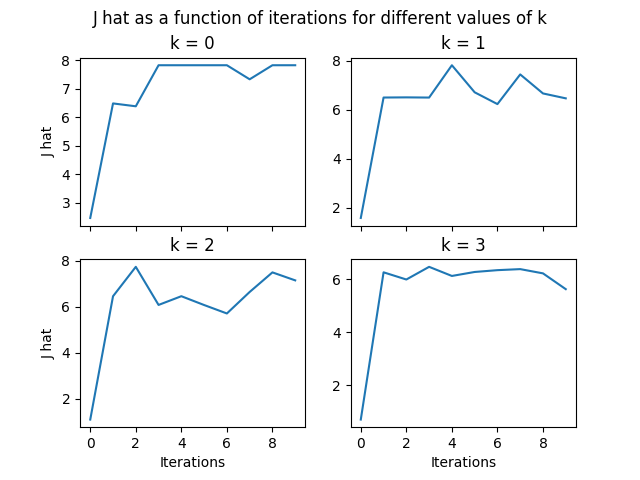 J hat as a function of iterations for different values of k
k = 0
k = 1
8
7
6
5
4
3
J hat
8
6
4
2
k = 2
k = 3
8
6
4
2
J hat
6
4
2
0 2 4 6 8
0 2 4 6 8
Iterations
Iterations